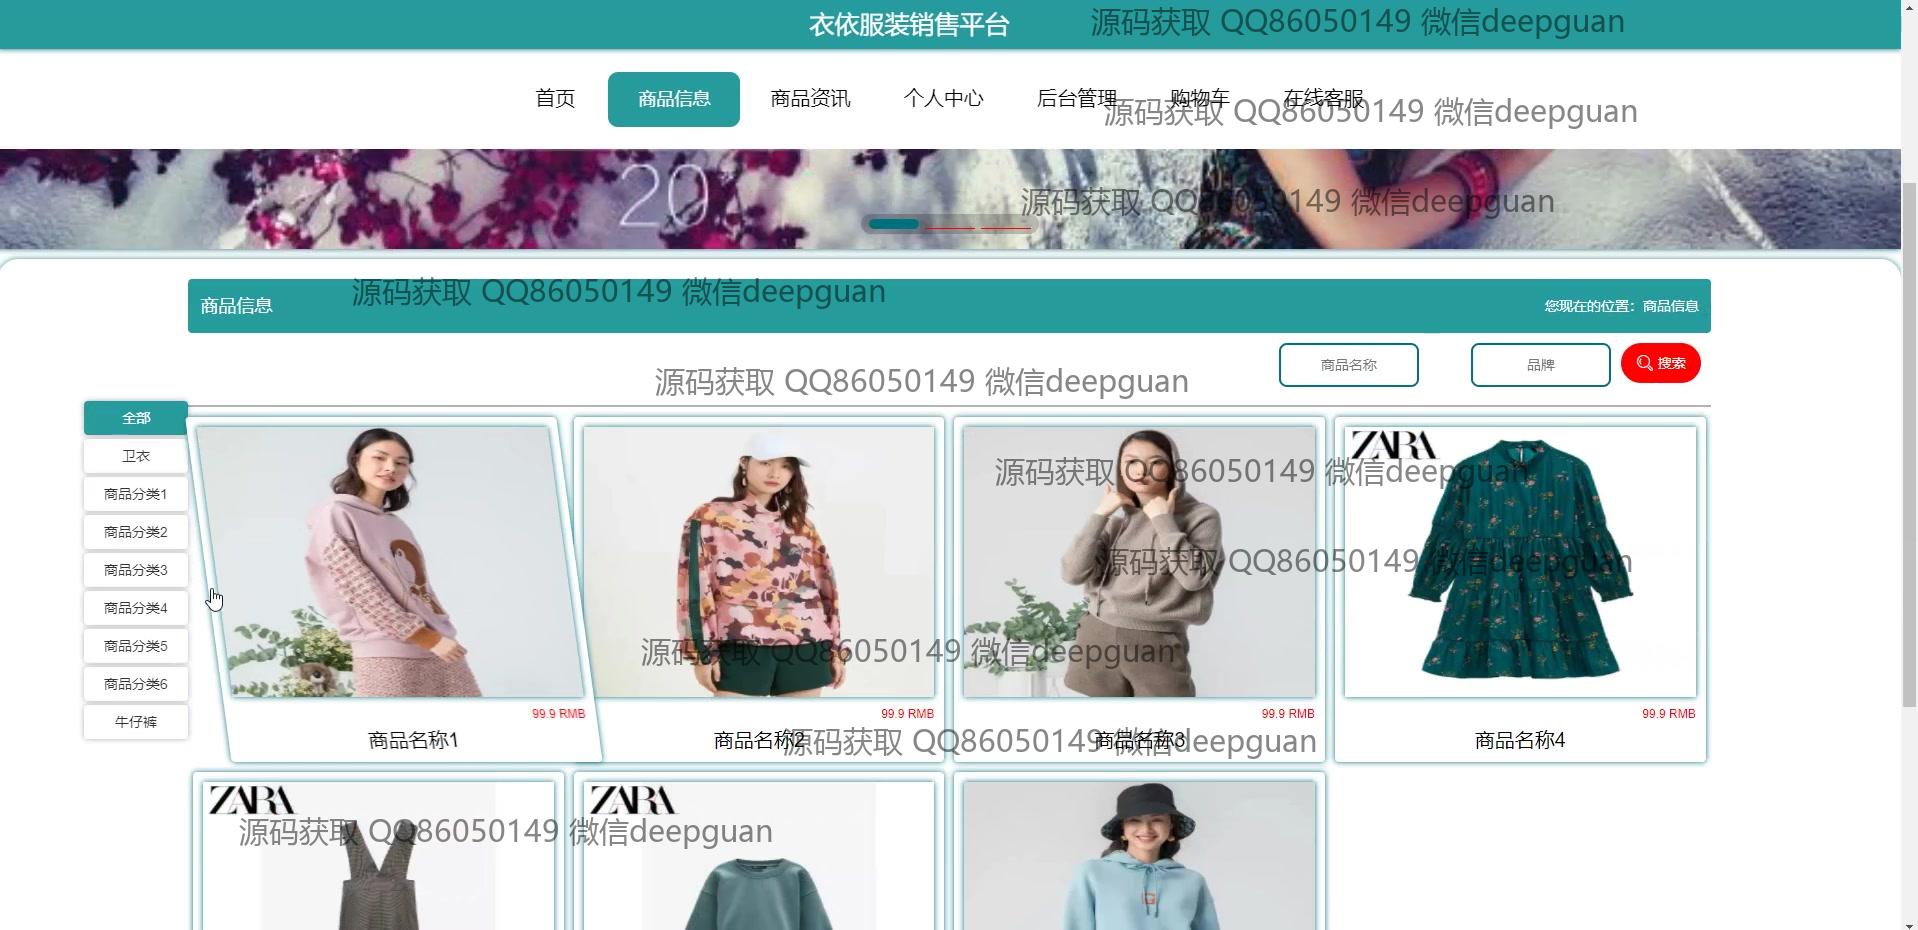 衣依服装销售平台
源码获取 QQ86050149 微信deepguan
首页
商品信息
商品资讯
个人中心
后台管理
购物车
在线客服
源码获取 QQ86050149 微信deepguan
20
源码获取 QQ86050149 微信deepguan
商品信息
源码获取 QQ86050149 微信deepguan
您现在的位置：商品信息
商品名称
品牌
搜索
源码获取 QQ86050149 微信deepguan
全部
卫衣
商品分类1
商品分类2
商品分类3
商品分类4
商品分类5
商品分类6
牛仔裤
ZARA
源码获取 QQ86050149 微信deepguan
源码获取 QQ86050149 微信deepguan
源码获取 QQ86050149 微信deepguan
99.9 RMB
商品名称1
99.9 RMB
商品名称2
99.9 RMB
商品名称3
99.9 RMB
商品名称4
源码获取 QQ86050149 微信deepguan
ZARA
ZARA
源码获取 QQ86050149 微信deepguan